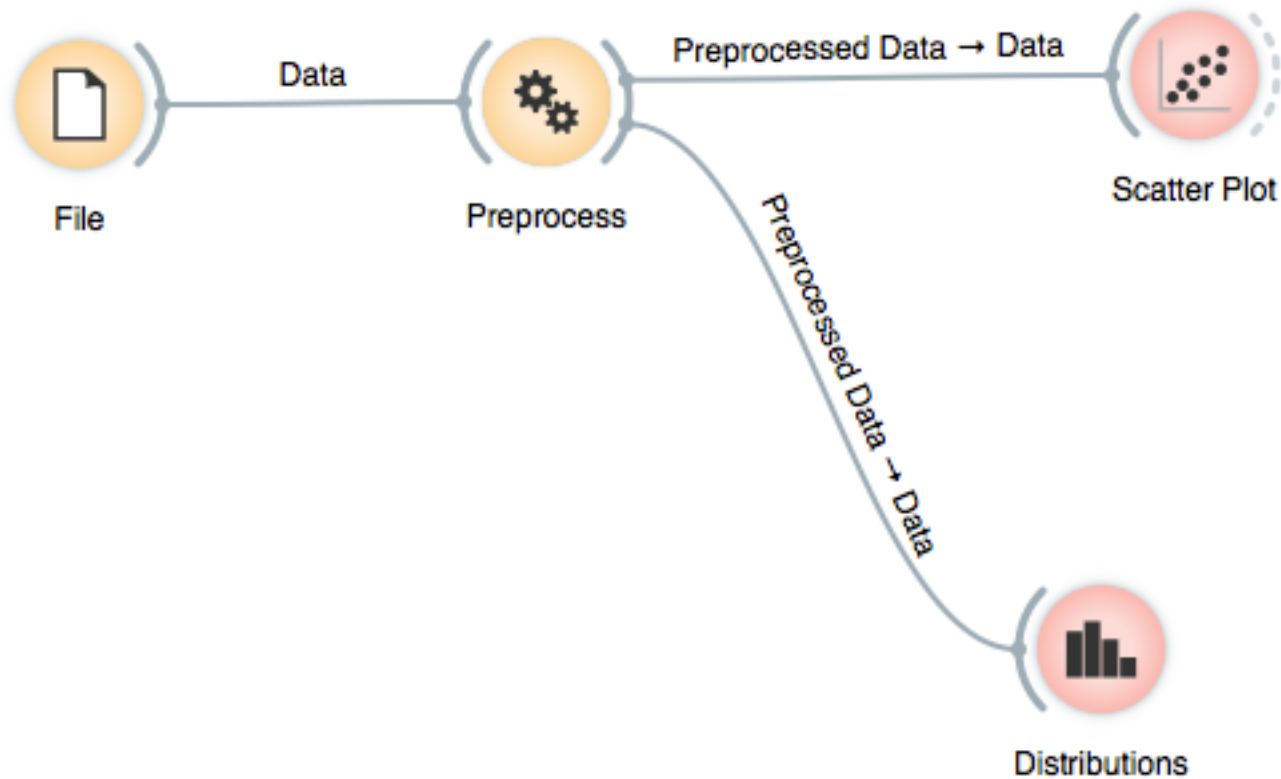 Data
Preprocessed Data → Data
File
Preprocess
Scatter Plot
Preprocessed Data → Data
Distributions